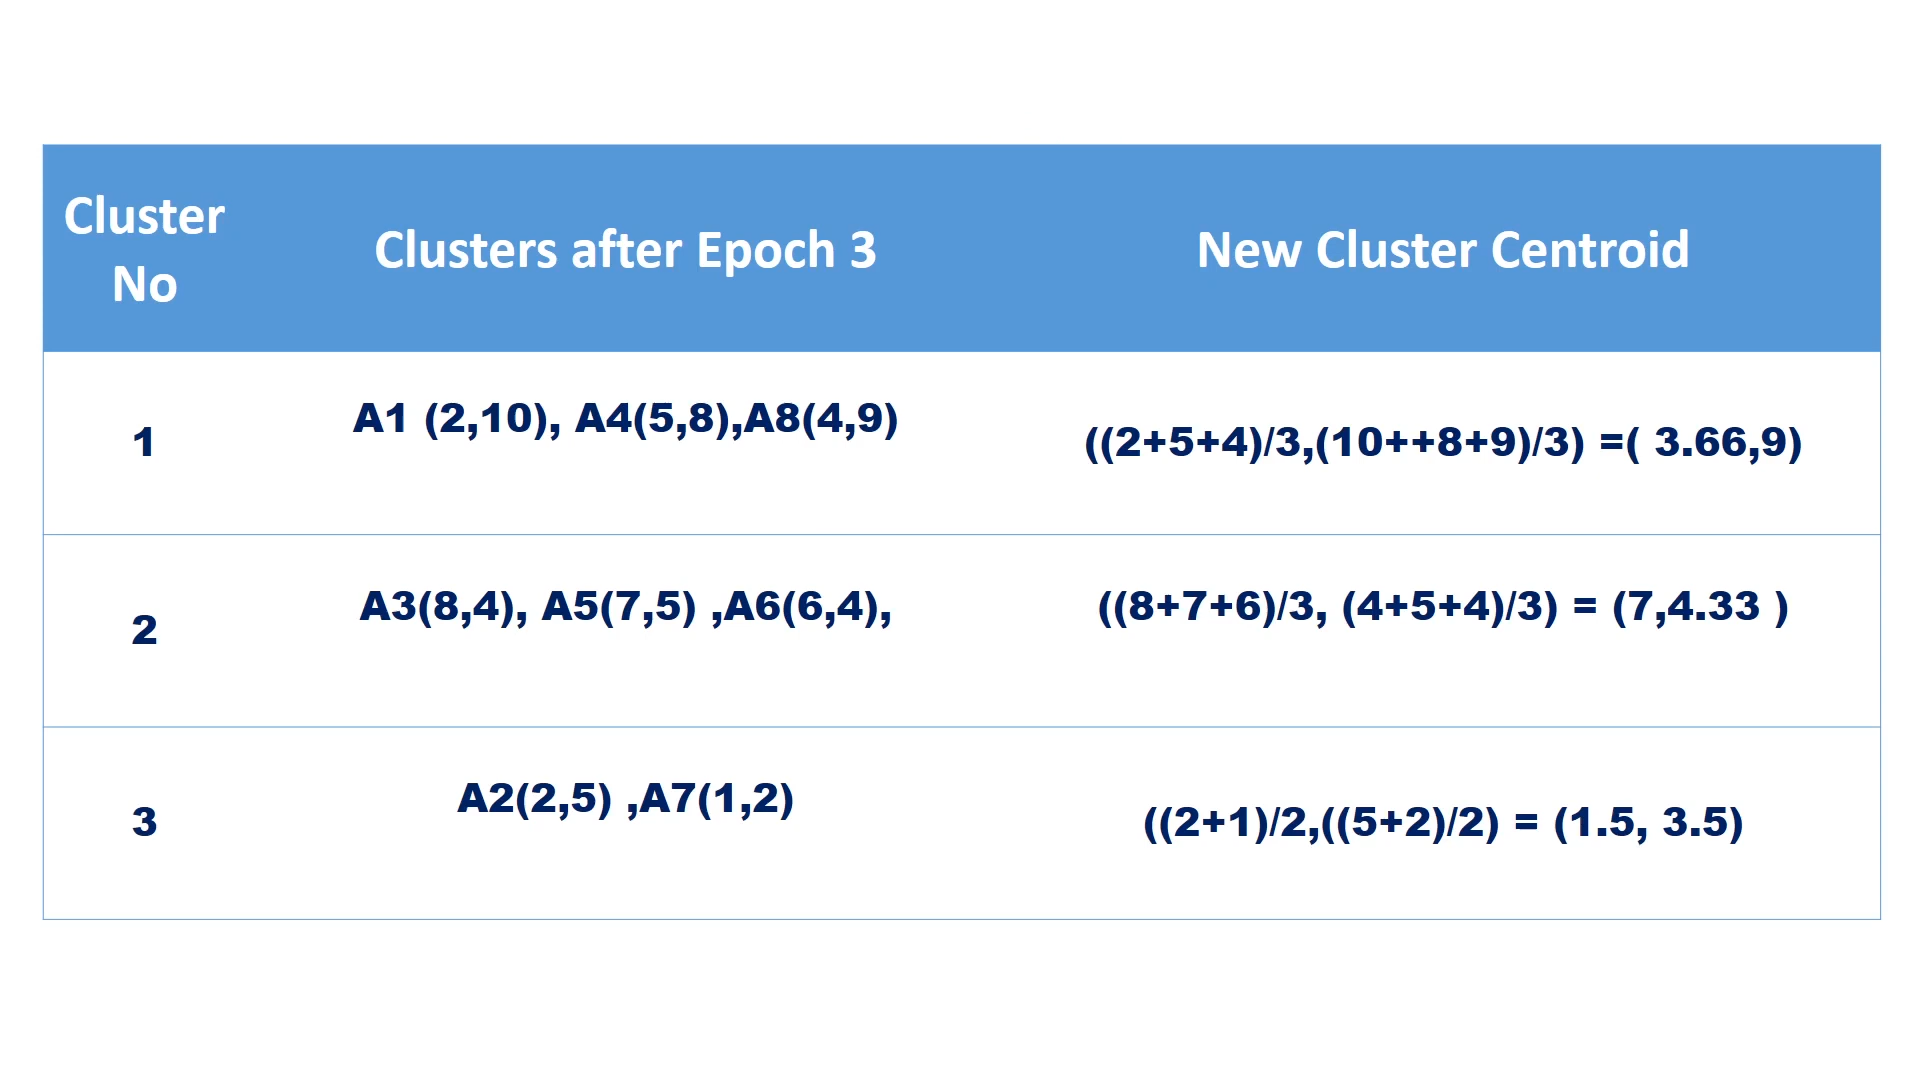 Cluster
No
Clusters after Epoch 3
New Cluster Centroid
1
A1 (2,10), A4(5,8),A8(4,9)
((2+5+4)/3,(10++8+9)/3) =( 3.66,9)
2
A3(8,4), A5(7,5) ,A6(6,4),
((8+7+6)/3, (4+5+4)/3) = (7,4.33 )
3
A2(2,5) ,A7(1,2)
((2+1)/2,((5+2)/2) = (1.5, 3.5)